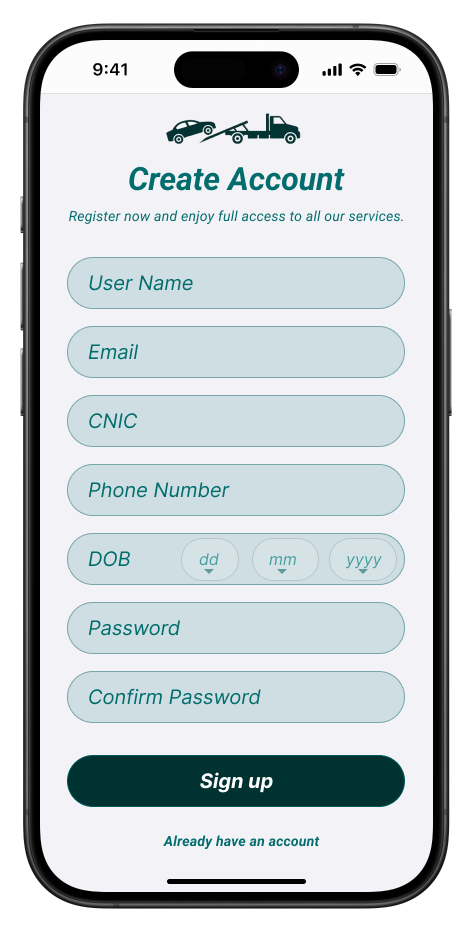 9:41
Create Account
Register now and enjoy full access to all our services.
User Name
Email
CNIC
Phone Number
DOB dd mm yyyy
Password
Confirm Password
Sign up
Already have an account